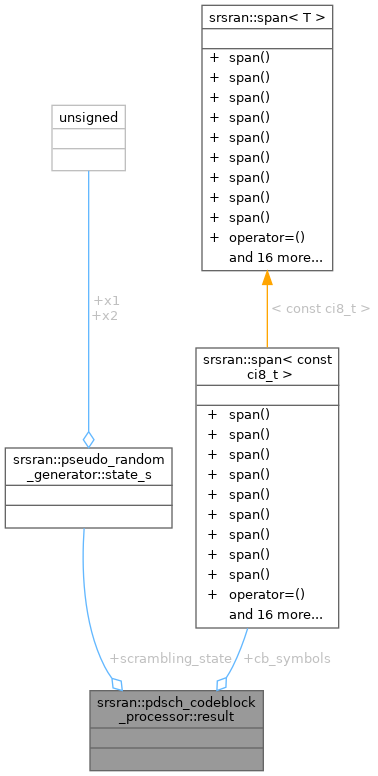 srsran::span< T >
+ span()
+ span()
+ span()
+ span()
+ span()
+ span()
+ span()
+ span()
+ span()
+ operator=()
and 16 more...
unsigned
+x1
+x2
< const ci8_t >
srsran::span< const
ci8_t >
+ span()
+ span()
+ span()
+ span()
+ span()
+ span()
+ span()
+ span()
+ span()
+ operator=()
and 16 more...
srsran::pseudo_random
_generator::state_s
+scrambling_state
+cb_symbols
srsran::pdsch_codeblock
_processor::result